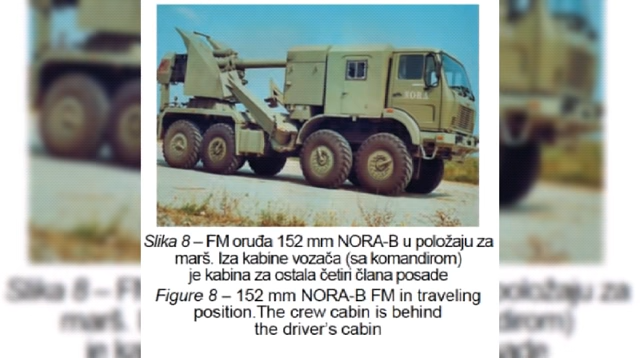 NORA
Slika 8 – FM oruđa 152 mm NORA-B u položaju za
marš. Iza kabine vozača (sa komandirom)
je kabina za ostala četiri člana posade
Figure 8 – 152 mm NORA-B FM in traveling
position.The crew cabin is behind
the driver's cabin